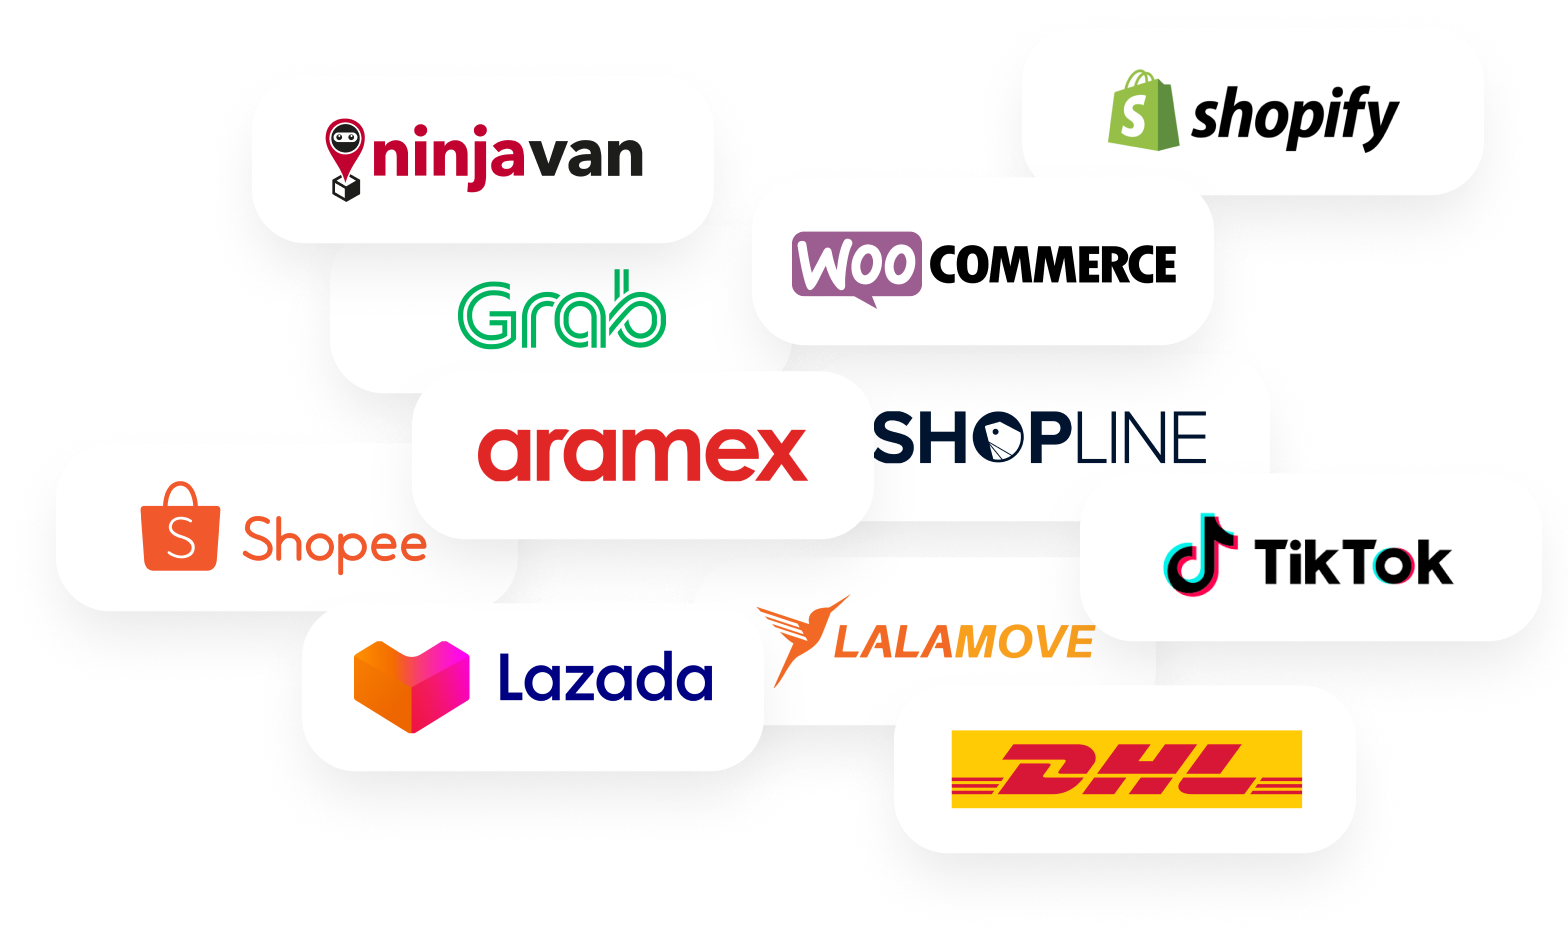 shopify
ninjavan
WOO COMMERCE
Grab
SHOPLINE
aramex
S Shopee
TikTok
LALAMOVE
Lazada
DHL